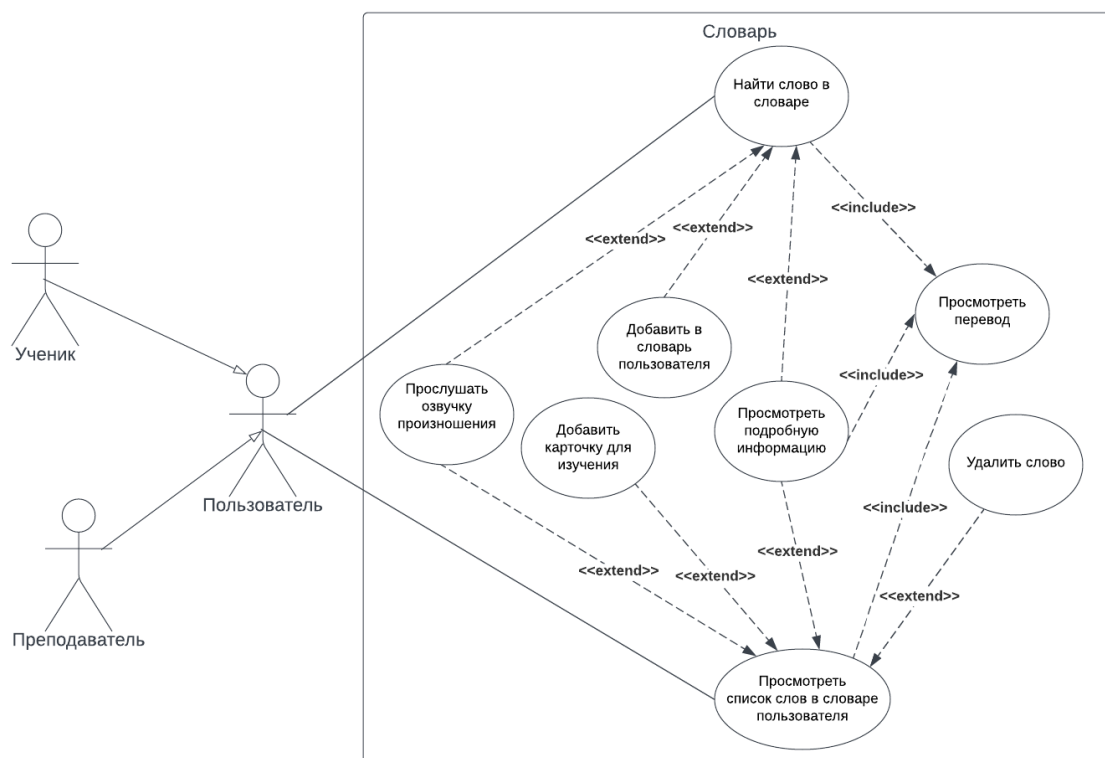 Словарь
Найти слово в
словаре
<<include>>
<<extend>>
<<extend>>
<<extend>>
Просмотреть
перевод
Ученик
Добавить в
словарь
пользователя
<<include>>
Прослушать
озвучку
произношения
Просмотреть
подробную
информацию
Добавить
карточку для
изучения
Удалить слово
Пользователь
<<include>>
<<extend>>
<<extend>>
<<extend>>
<<extend>>
Преподаватель
Просмотреть
список слов в словаре
пользователя